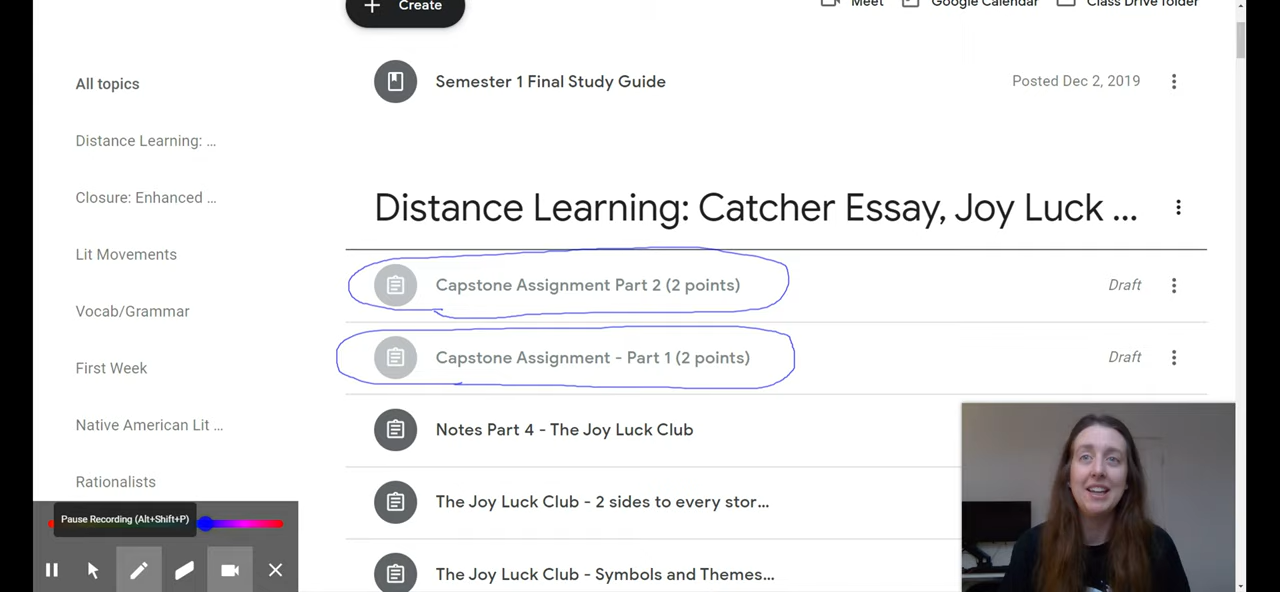 Create
Meet
Google Calendar
Class Drive folder
All topics
Semester 1 Final Study Guide
Posted Dec 2, 2019
Distance Learning: ...
Closure: Enhanced ...
Lit Movements
Vocab/Grammar
First Week
Native American Lit ...
Rationalists
Distance Learning: Catcher Essay, Joy Luck ...
Capstone Assignment Part 2 (2 points)
Draft
Capstone Assignment - Part 1 (2 points)
Draft
Notes Part 4 - The Joy Luck Club
The Joy Luck Club - 2 sides to every stor...
The Joy Luck Club - Symbols and Themes...
Pause Recording (Alt+Shift+P)